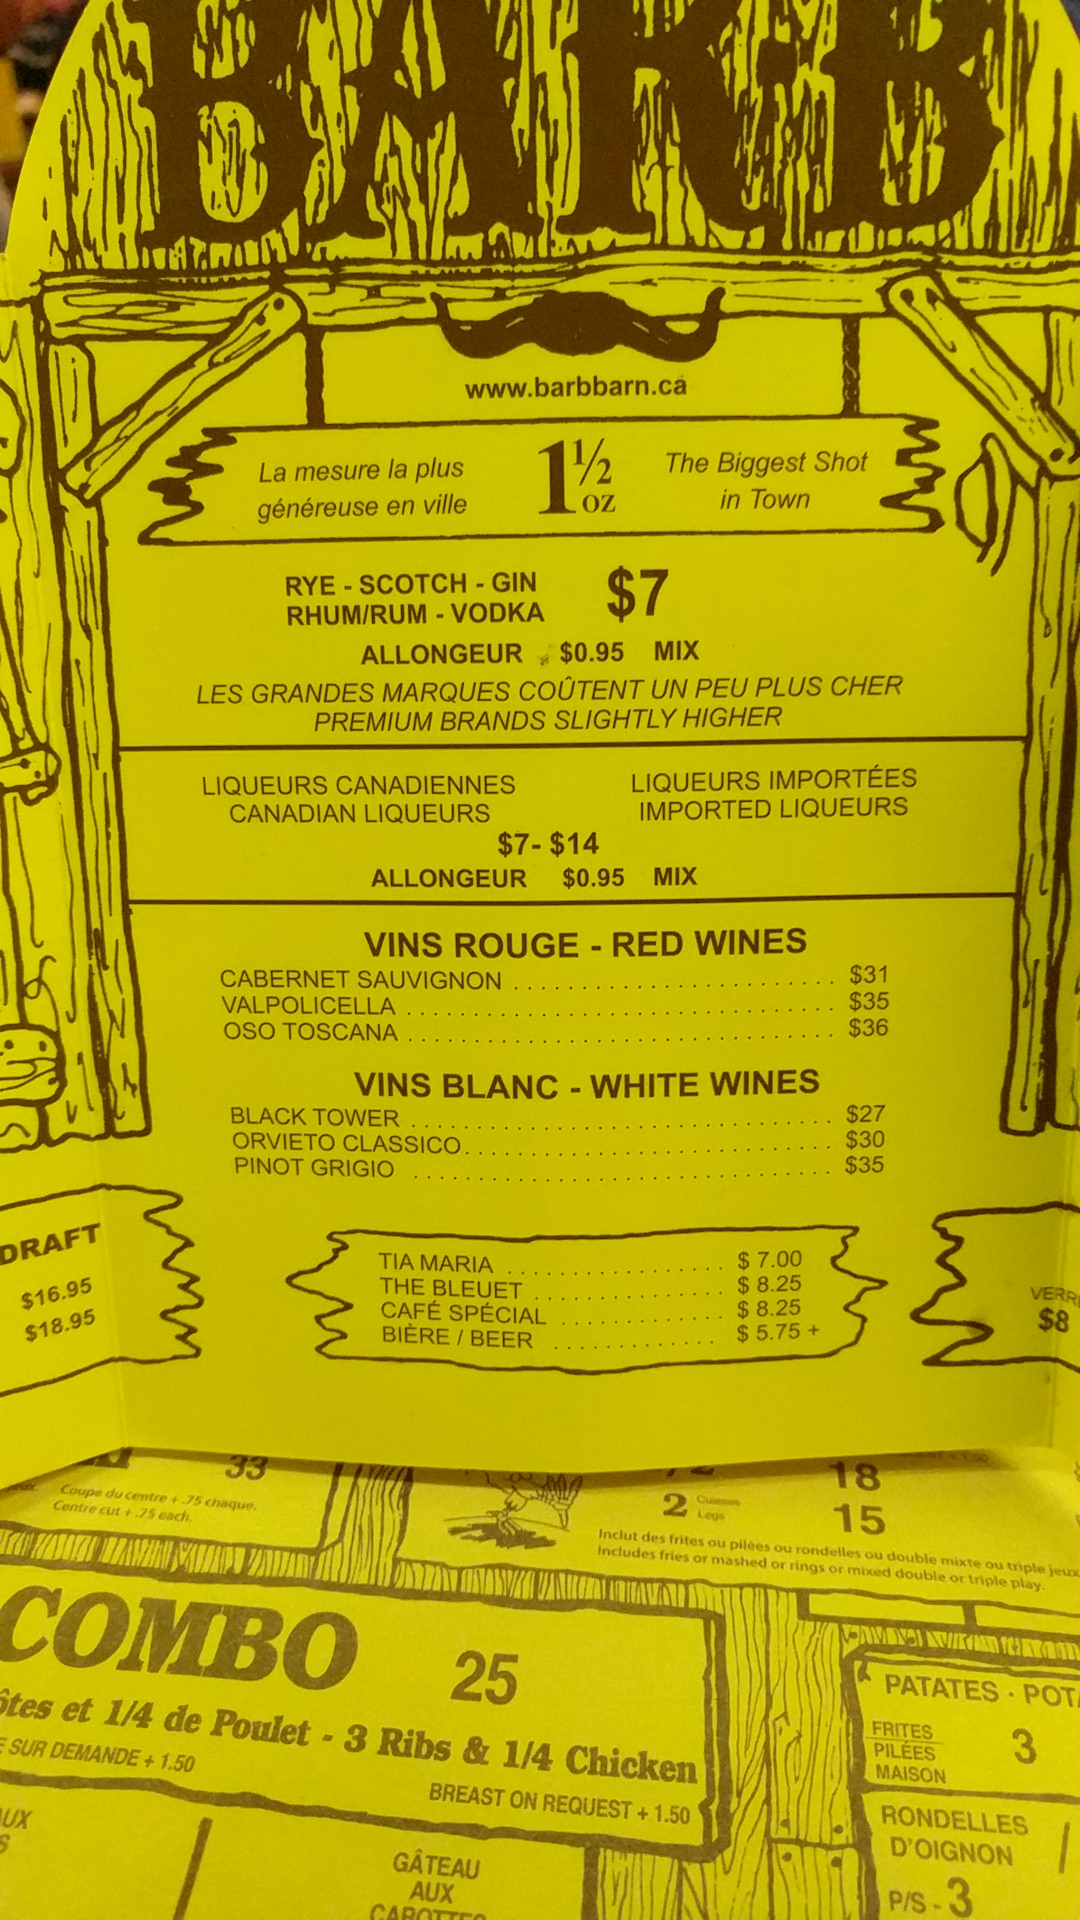 BARB
www.barbbarn.ca
La mesure la plus
généreuse en ville
1½
oz
The Biggest Shot
in Town
RYE - SCOTCH - GIN
RHUM/RUM - VODKA
$7
ALLONGEUR $0.95 MIX
LES GRANDES MARQUES COÛTENT UN PEU PLUS CHER
PREMIUM BRANDS SLIGHTLY HIGHER
LIQUEURS CANADIENNES
CANADIAN LIQUEURS
LIQUEURS IMPORTÉES
IMPORTED LIQUEURS
$7- $14
ALLONGEUR $0.95 MIX
VINS ROUGE - RED WINES
CABERNET SAUVIGNON ........................ $31
VALPOLICELLA ................................ $35
OSO TOSCANA ................................ $36
VINS BLANC - WHITE WINES
BLACK TOWER ................................ $27
ORVIETO CLASSICO............................ $30
PINOT GRIGIO ................................ $35
DRAFT
$16.95
$18.95
TIA MARIA ................. $ 7.00
THE BLEUET ............... $ 8.25
CAFÉ SPÉCIAL ............. $ 8.25
BIÈRE / BEER ............. $ 5.75 +
VERR
$8
33
Coupe du centre + .75 chaque.
Centre cut + .75 each.
18
2 Cuisses
Legs
15
Inclut des frites ou pilées ou rondelles ou double mixte ou triple jeux
Includes fries or mashed or rings or mixed double or triple play.
COMBO 25
ôtes et 1/4 de Poulet - 3 Ribs & 1/4 Chicken
E SUR DEMANDE + 1.50
BREAST ON REQUEST + 1.50
AUX
S
GÂTEAU
AUX
CAROTTES
PATATES · POTA
FRITES
PILÉES
MAISON
3
RONDELLES
D'OIGNON
P/S - 3